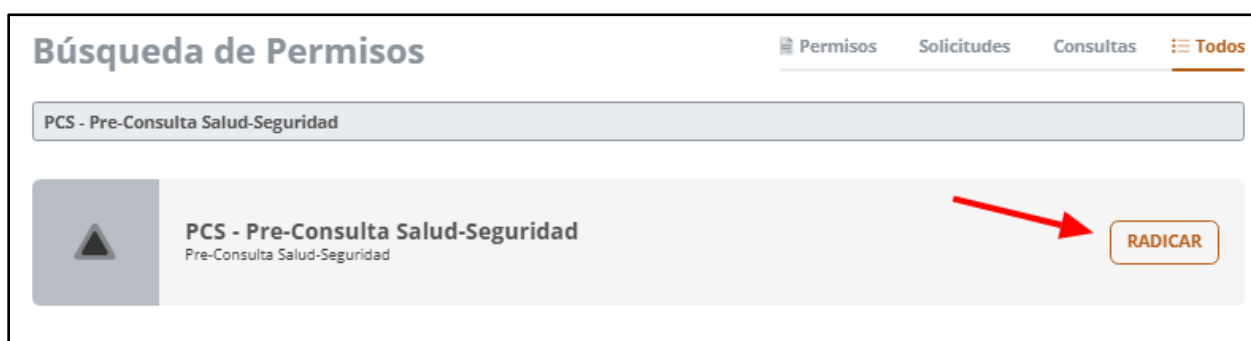 Búsqueda de Permisos
Permisos Solicitudes Consultas Todos
PCS - Pre-Consulta Salud-Seguridad
PCS - Pre-Consulta Salud-Seguridad
Pre-Consulta Salud-Seguridad
RADICAR